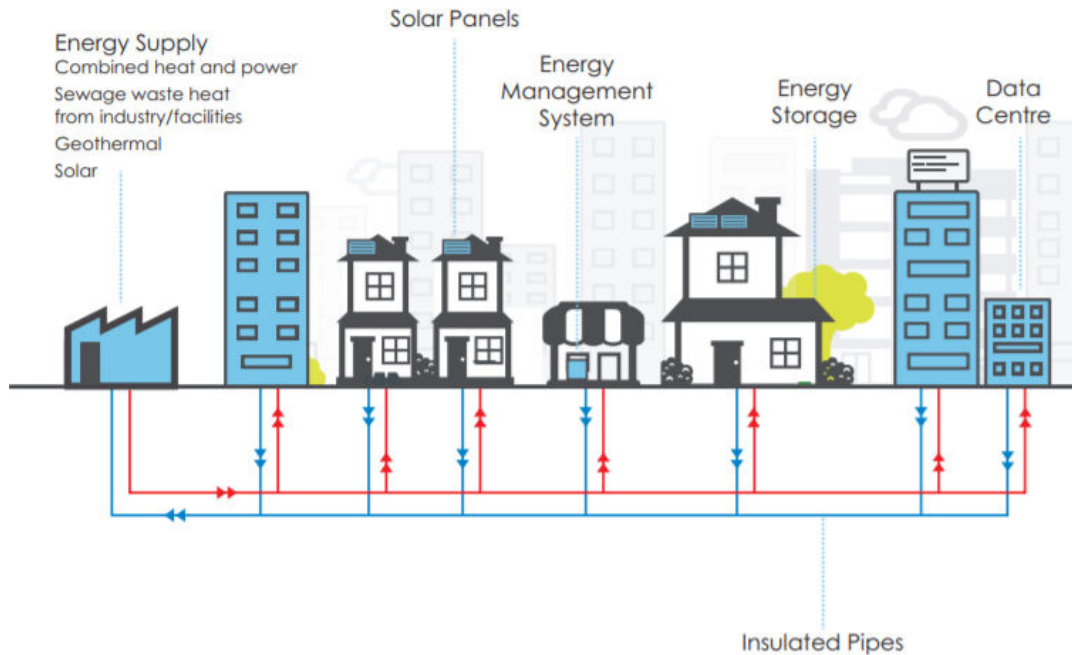 Solar Panels
Energy Supply
Combined heat and power
Sewage waste heat
from industry/facilities
Geothermal
Solar
Energy
Management
System
Energy
Storage
Data
Centre
Insulated Pipes